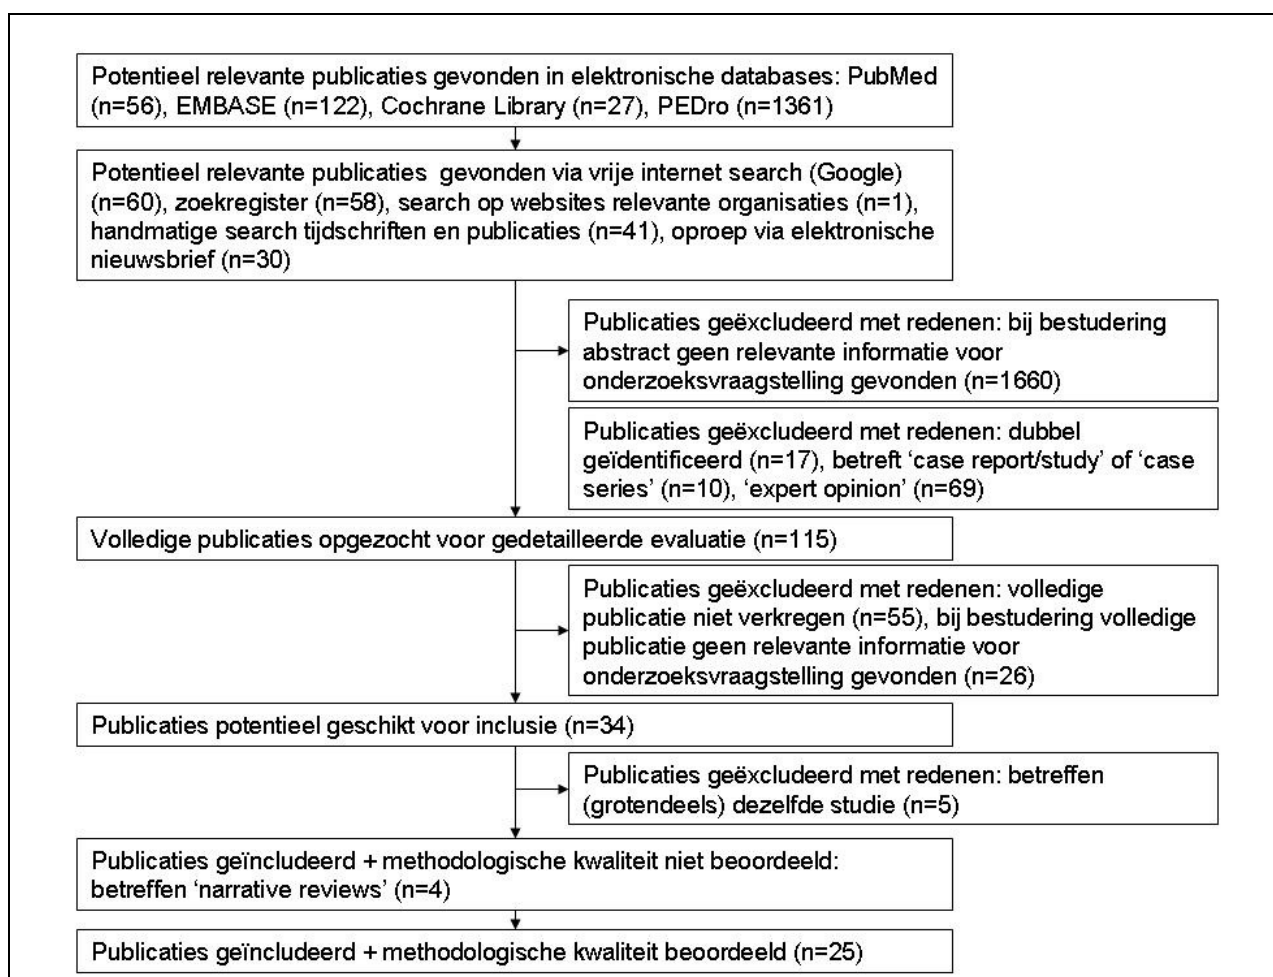 Potentieel relevante publicaties gevonden in elektronische databases: PubMed
(n=56), EMBASE (n=122), Cochrane Library (n=27), PEDro (n=1361)
Potentieel relevante publicaties  gevonden via vrije internet search (Google)
(n=60), zoekregister (n=58), search op websites relevante organisaties (n=1),
handmatige search tijdschriften en publicaties (n=41), oproep via elektronische
nieuwsbrief (n=30)
Publicaties geëxcludeerd met redenen: bij bestudering
abstract geen relevante informatie voor
onderzoeksvraagstelling gevonden (n=1660)
Publicaties geëxcludeerd met redenen: dubbel
geïdentificeerd (n=17), betreft ‘case report/study’ of ‘case
series’ (n=10), ‘expert opinion’ (n=69)
Volledige publicaties opgezocht voor gedetailleerde evaluatie (n=115)
Publicaties geëxcludeerd met redenen: volledige
publicatie niet verkregen (n=55), bij bestudering volledige
publicatie geen relevante informatie voor
onderzoeksvraagstelling gevonden (n=26)
Publicaties potentieel geschikt voor inclusie (n=34)
Publicaties geëxcludeerd met redenen: betreffen
(grotendeels) dezelfde studie (n=5)
Publicaties geïncludeerd + methodologische kwaliteit niet beoordeeld:
betreffen ‘narrative reviews’ (n=4)
Publicaties geïncludeerd + methodologische kwaliteit beoordeeld (n=25)